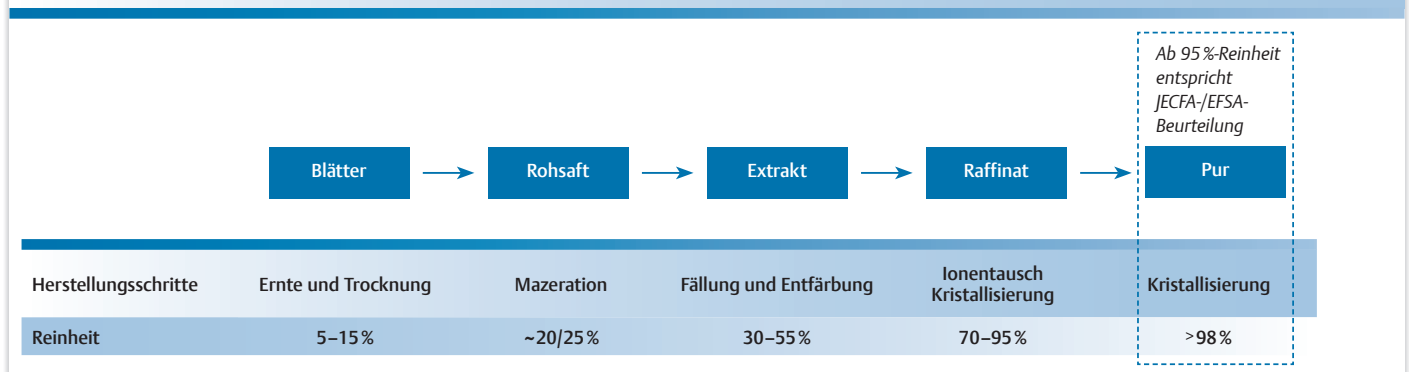 Ab 95 %-Reinheit
entspricht
JECFA-/EFSA-
Beurteilung
Blätter
Rohsaft
Extrakt
Raffinat
Pur
Herstellungsschritte
Ernte und Trocknung
Mazeration
Fällung und Entfärbung
Ionentausch
Kristallisierung
Kristallisierung
Reinheit
5–15 %
~20/25 %
30–55 %
70–95 %
>98 %